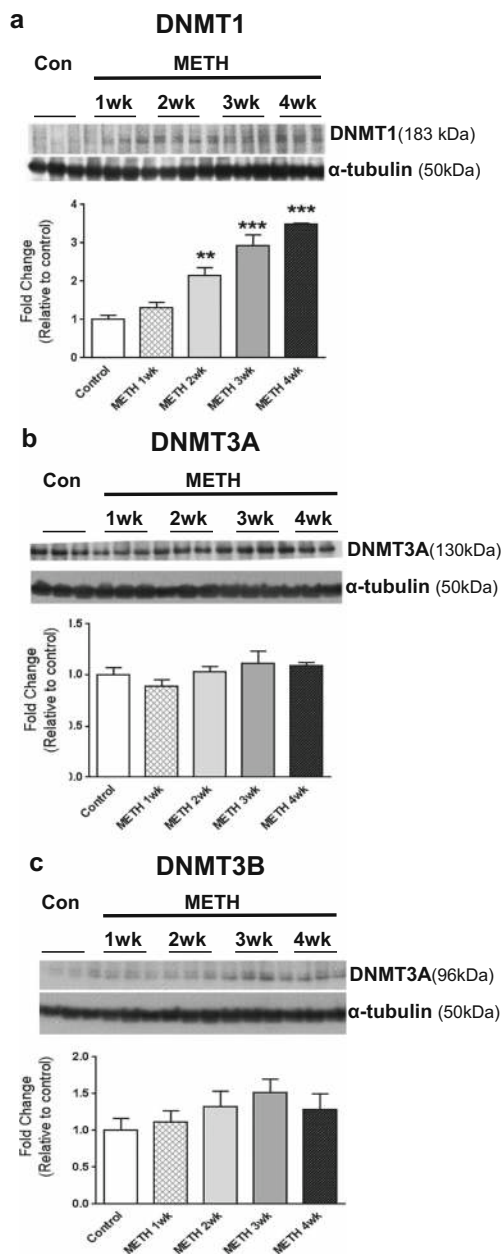 a
DNMT1
Con METH
1wk 2wk 3wk 4wk
DNMT1(183 kDa)
α-tubulin (50kDa)
Fold Change
(Relative to control)
4
3
2
1
0
** *** ***
Control METH 1wk METH 2wk METH 3wk METH 4wk
b
DNMT3A
Con METH
1wk 2wk 3wk 4wk
DNMT3A(130kDa)
α-tubulin (50kDa)
Fold Change
(Relative to control)
1.5
1.0
0.5
0.0
Control METH 1wk METH 2wk METH 3wk METH 4wk
c
DNMT3B
Con METH
1wk 2wk 3wk 4wk
DNMT3A(96kDa)
α-tubulin (50kDa)
Fold Change
(Relative to control)
2.0
1.5
1.0
0.5
0.0
Control METH 1wk METH 2wk METH 3wk METH 4wk